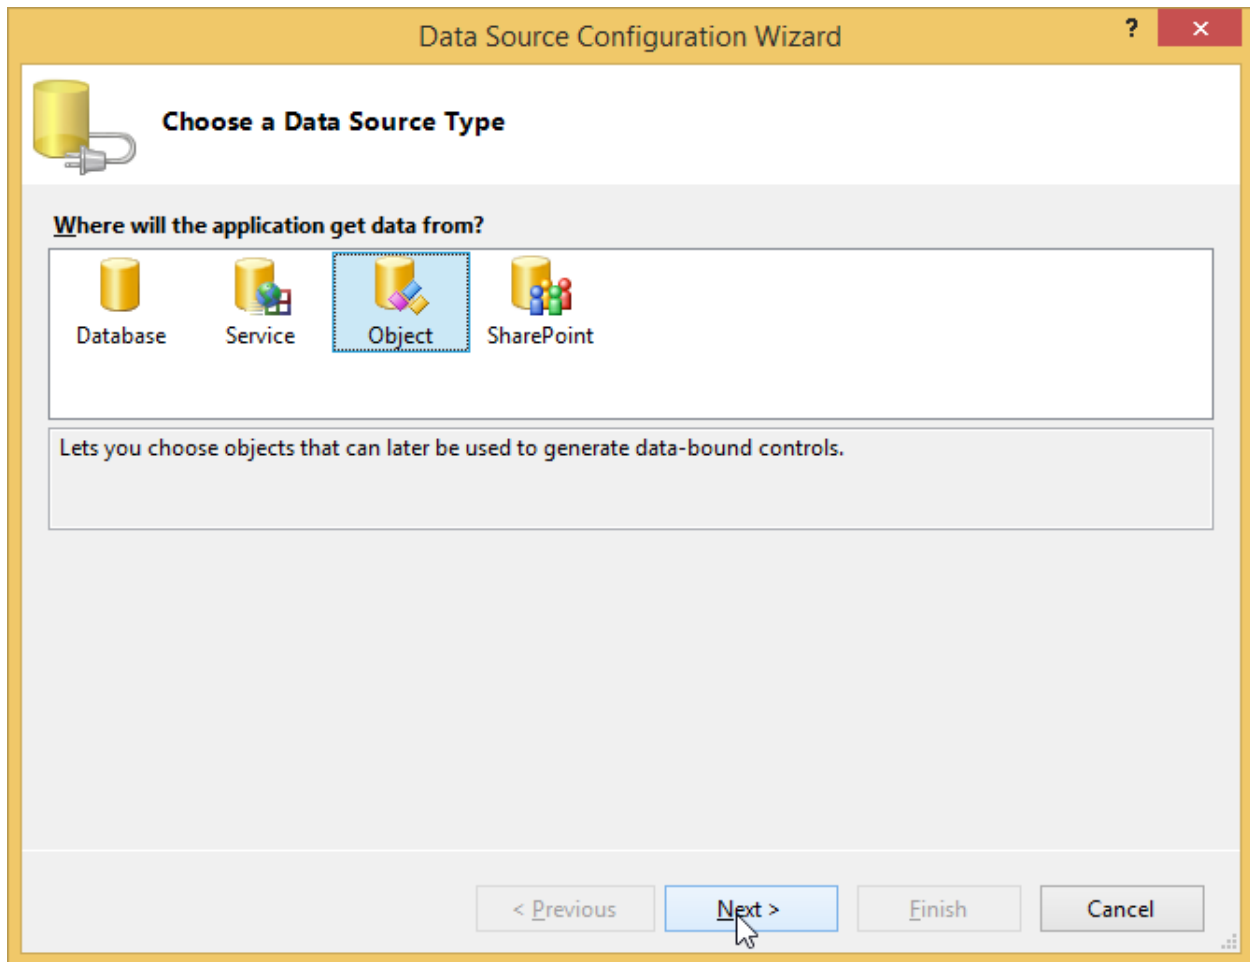 Data Source Configuration Wizard
?
Choose a Data Source Type
Where will the application get data from?
Database Service Object SharePoint
Lets you choose objects that can later be used to generate data-bound controls.
< Previous Next > Finish Cancel